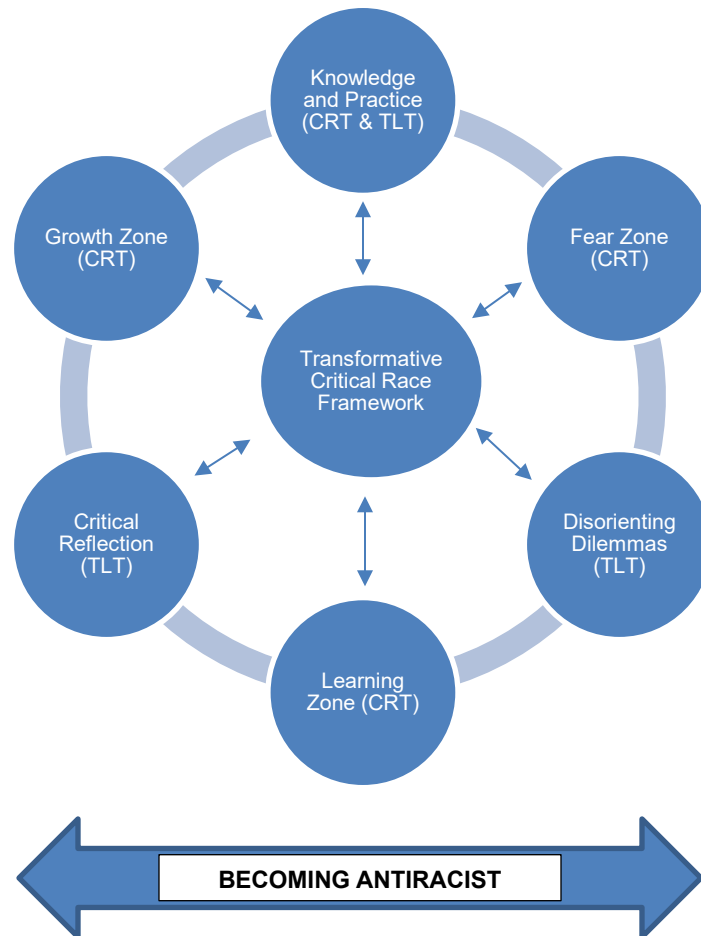 Knowledge
and Practice
(CRT & TLT)
Growth Zone
(CRT)
Fear Zone
(CRT)
Transformative
Critical Race
Framework
Critical
Reflection
(TLT)
Disorienting
Dilemmas
(TLT)
Learning
Zone (CRT)
BECOMING ANTIRACIST